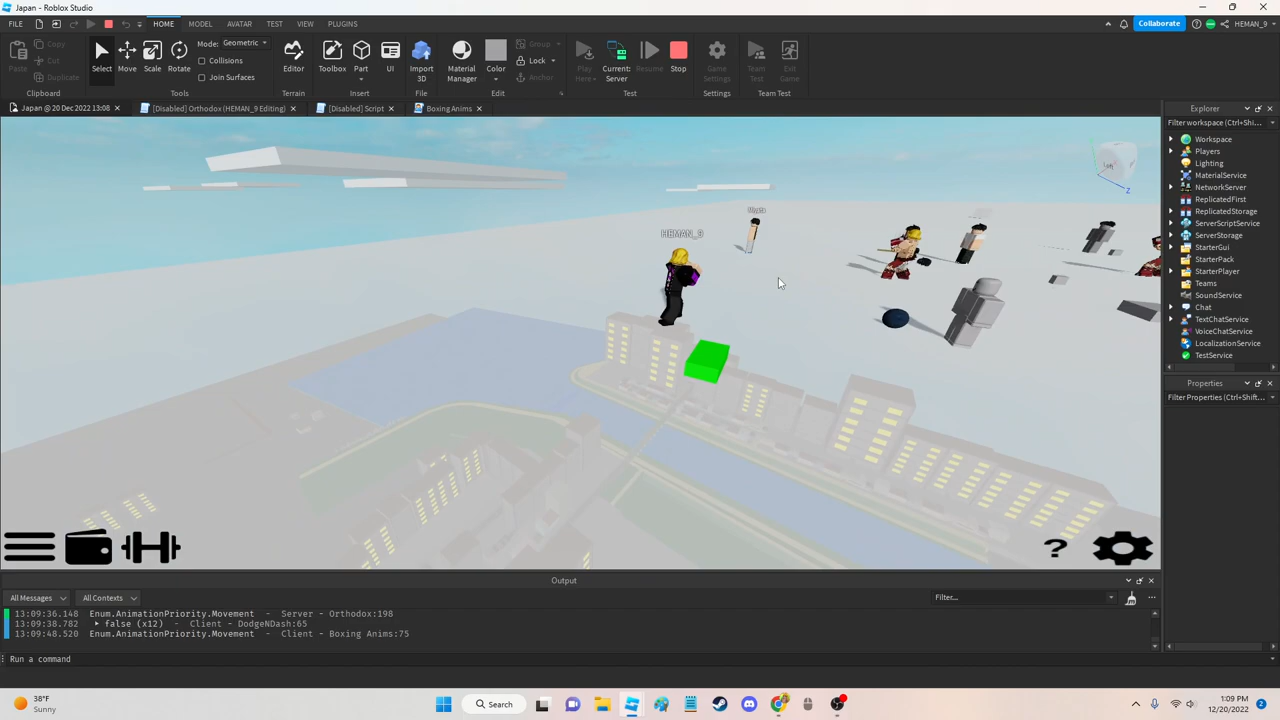 Japan - Roblox Studio
FILE HOME MODEL AVATAR TEST VIEW PLUGINS Collaborate HEMAN_9
Paste Copy Cut Duplicate Clipboard
Select Move Scale Rotate Mode: Geometric Collisions Join Surfaces Tools
Editor Terrain
Toolbox Part UI Insert
Import 3D File
Material Manager Color Group Lock Anchor Edit
Play Here Current: Server Resume Stop Test
Game Settings Settings
Team Test Exit Game Team Test
Japan @ 20 Dec 2022 13:08 [Disabled] Orthodox (HEMAN_9 Editing) [Disabled] Script Boxing Anims
Explorer
Filter workspace (Ctrl+Shi...
Workspace
Players
Lighting
MaterialService
NetworkServer
ReplicatedFirst
ReplicatedStorage
ServerScriptService
ServerStorage
StarterGui
StarterPack
StarterPlayer
Teams
SoundService
Chat
TextChatService
VoiceChatService
LocalizationService
TestService
Properties
Filter Properties (Ctrl+Shift...
Left
Z
Miyata
HEMAN_9
?
Output
All Messages All Contexts Filter...
13:09:36.148 Enum.AnimationPriority.Movement - Server - Orthodox:198
13:09:38.782 ▶ false (x12) - Client - DodgeNDash:65
13:09:48.520 Enum.AnimationPriority.Movement - Client - Boxing Anims:75
Run a command
38°F
Sunny
Search
1:09 PM
12/20/2022
2